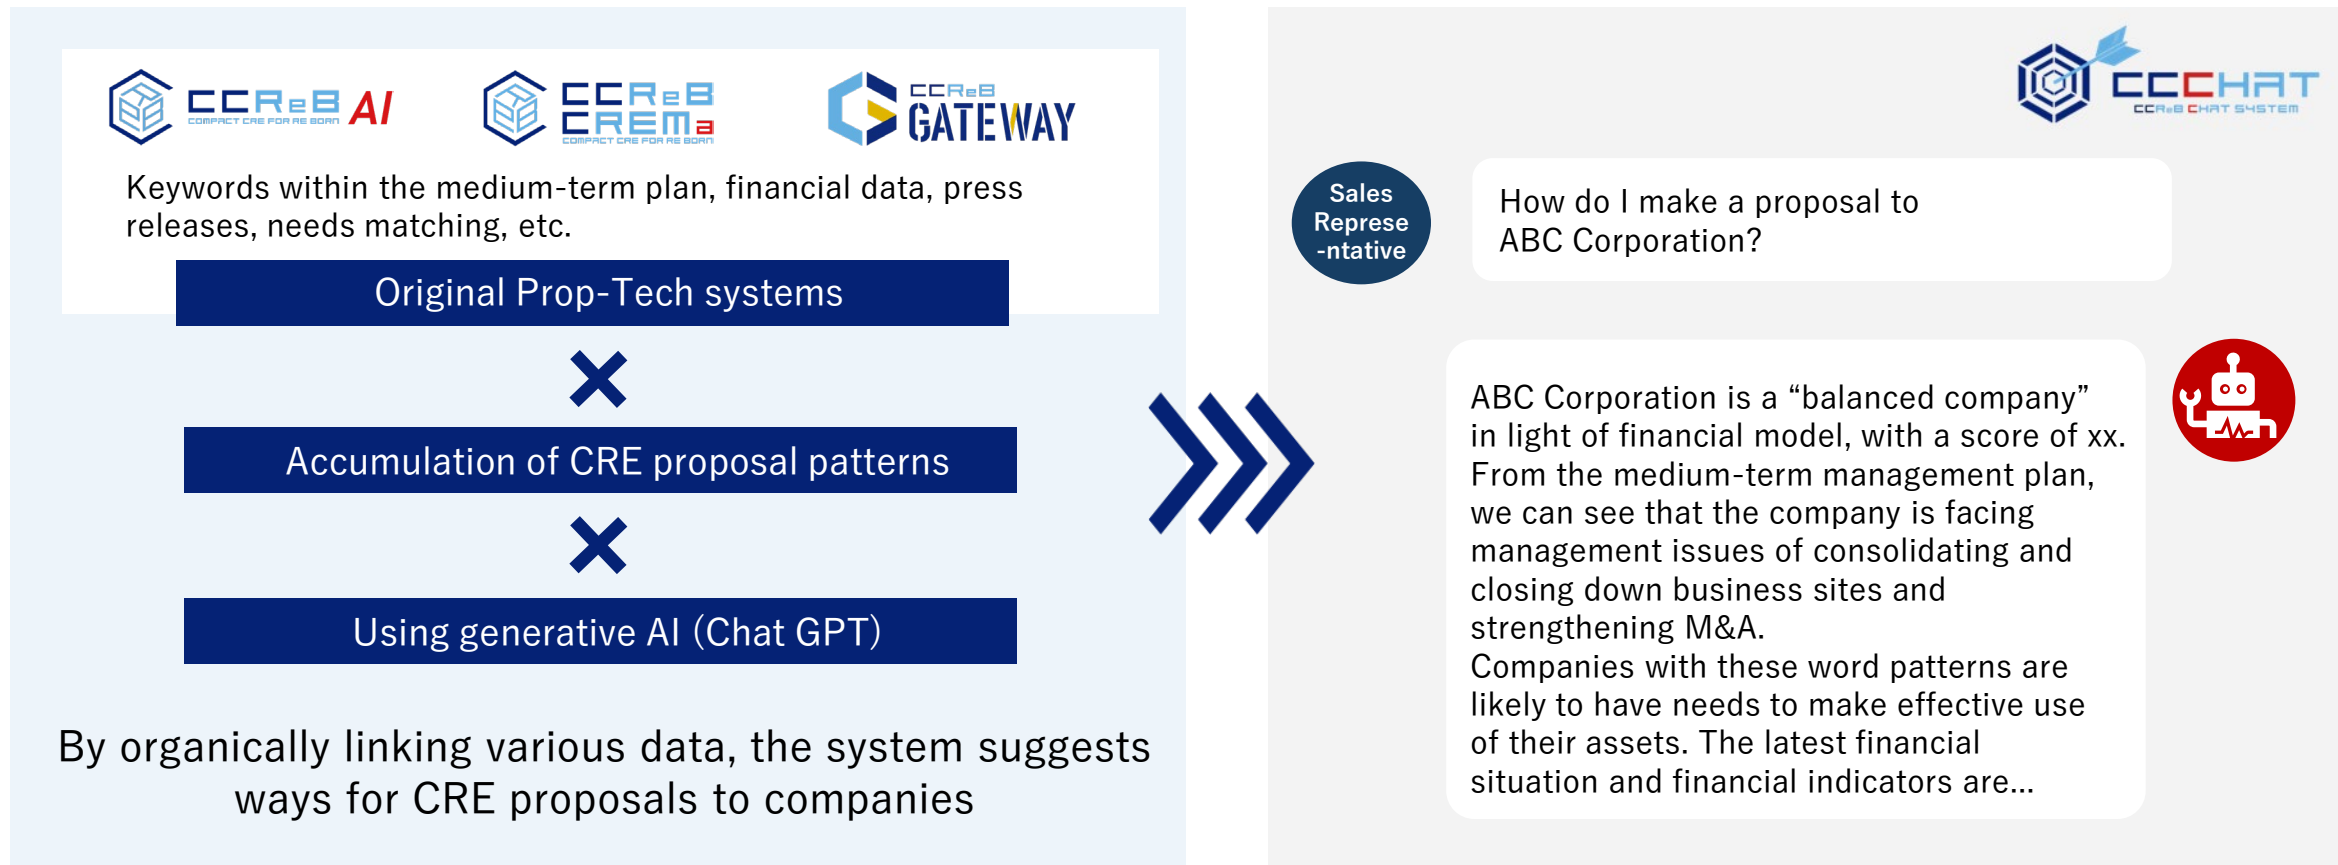 CCReB AI
COMPACT CRE FOR RE BORN
CCReB
CREMa
COMPACT CRE FOR RE BORN
CCReB
GATEWAY
Keywords within the medium-term plan, financial data, press
releases, needs matching, etc.
Original Prop-Tech systems
×
Accumulation of CRE proposal patterns
×
Using generative AI (Chat GPT)
By organically linking various data, the system suggests
ways for CRE proposals to companies
CCCHAT
CCReB CHAT SYSTEM
Sales
Represe
-ntative
How do I make a proposal to
ABC Corporation?
ABC Corporation is a “balanced company”
in light of financial model, with a score of xx.
From the medium-term management plan,
we can see that the company is facing
management issues of consolidating and
closing down business sites and
strengthening M&A.
Companies with these word patterns are
likely to have needs to make effective use
of their assets. The latest financial
situation and financial indicators are...